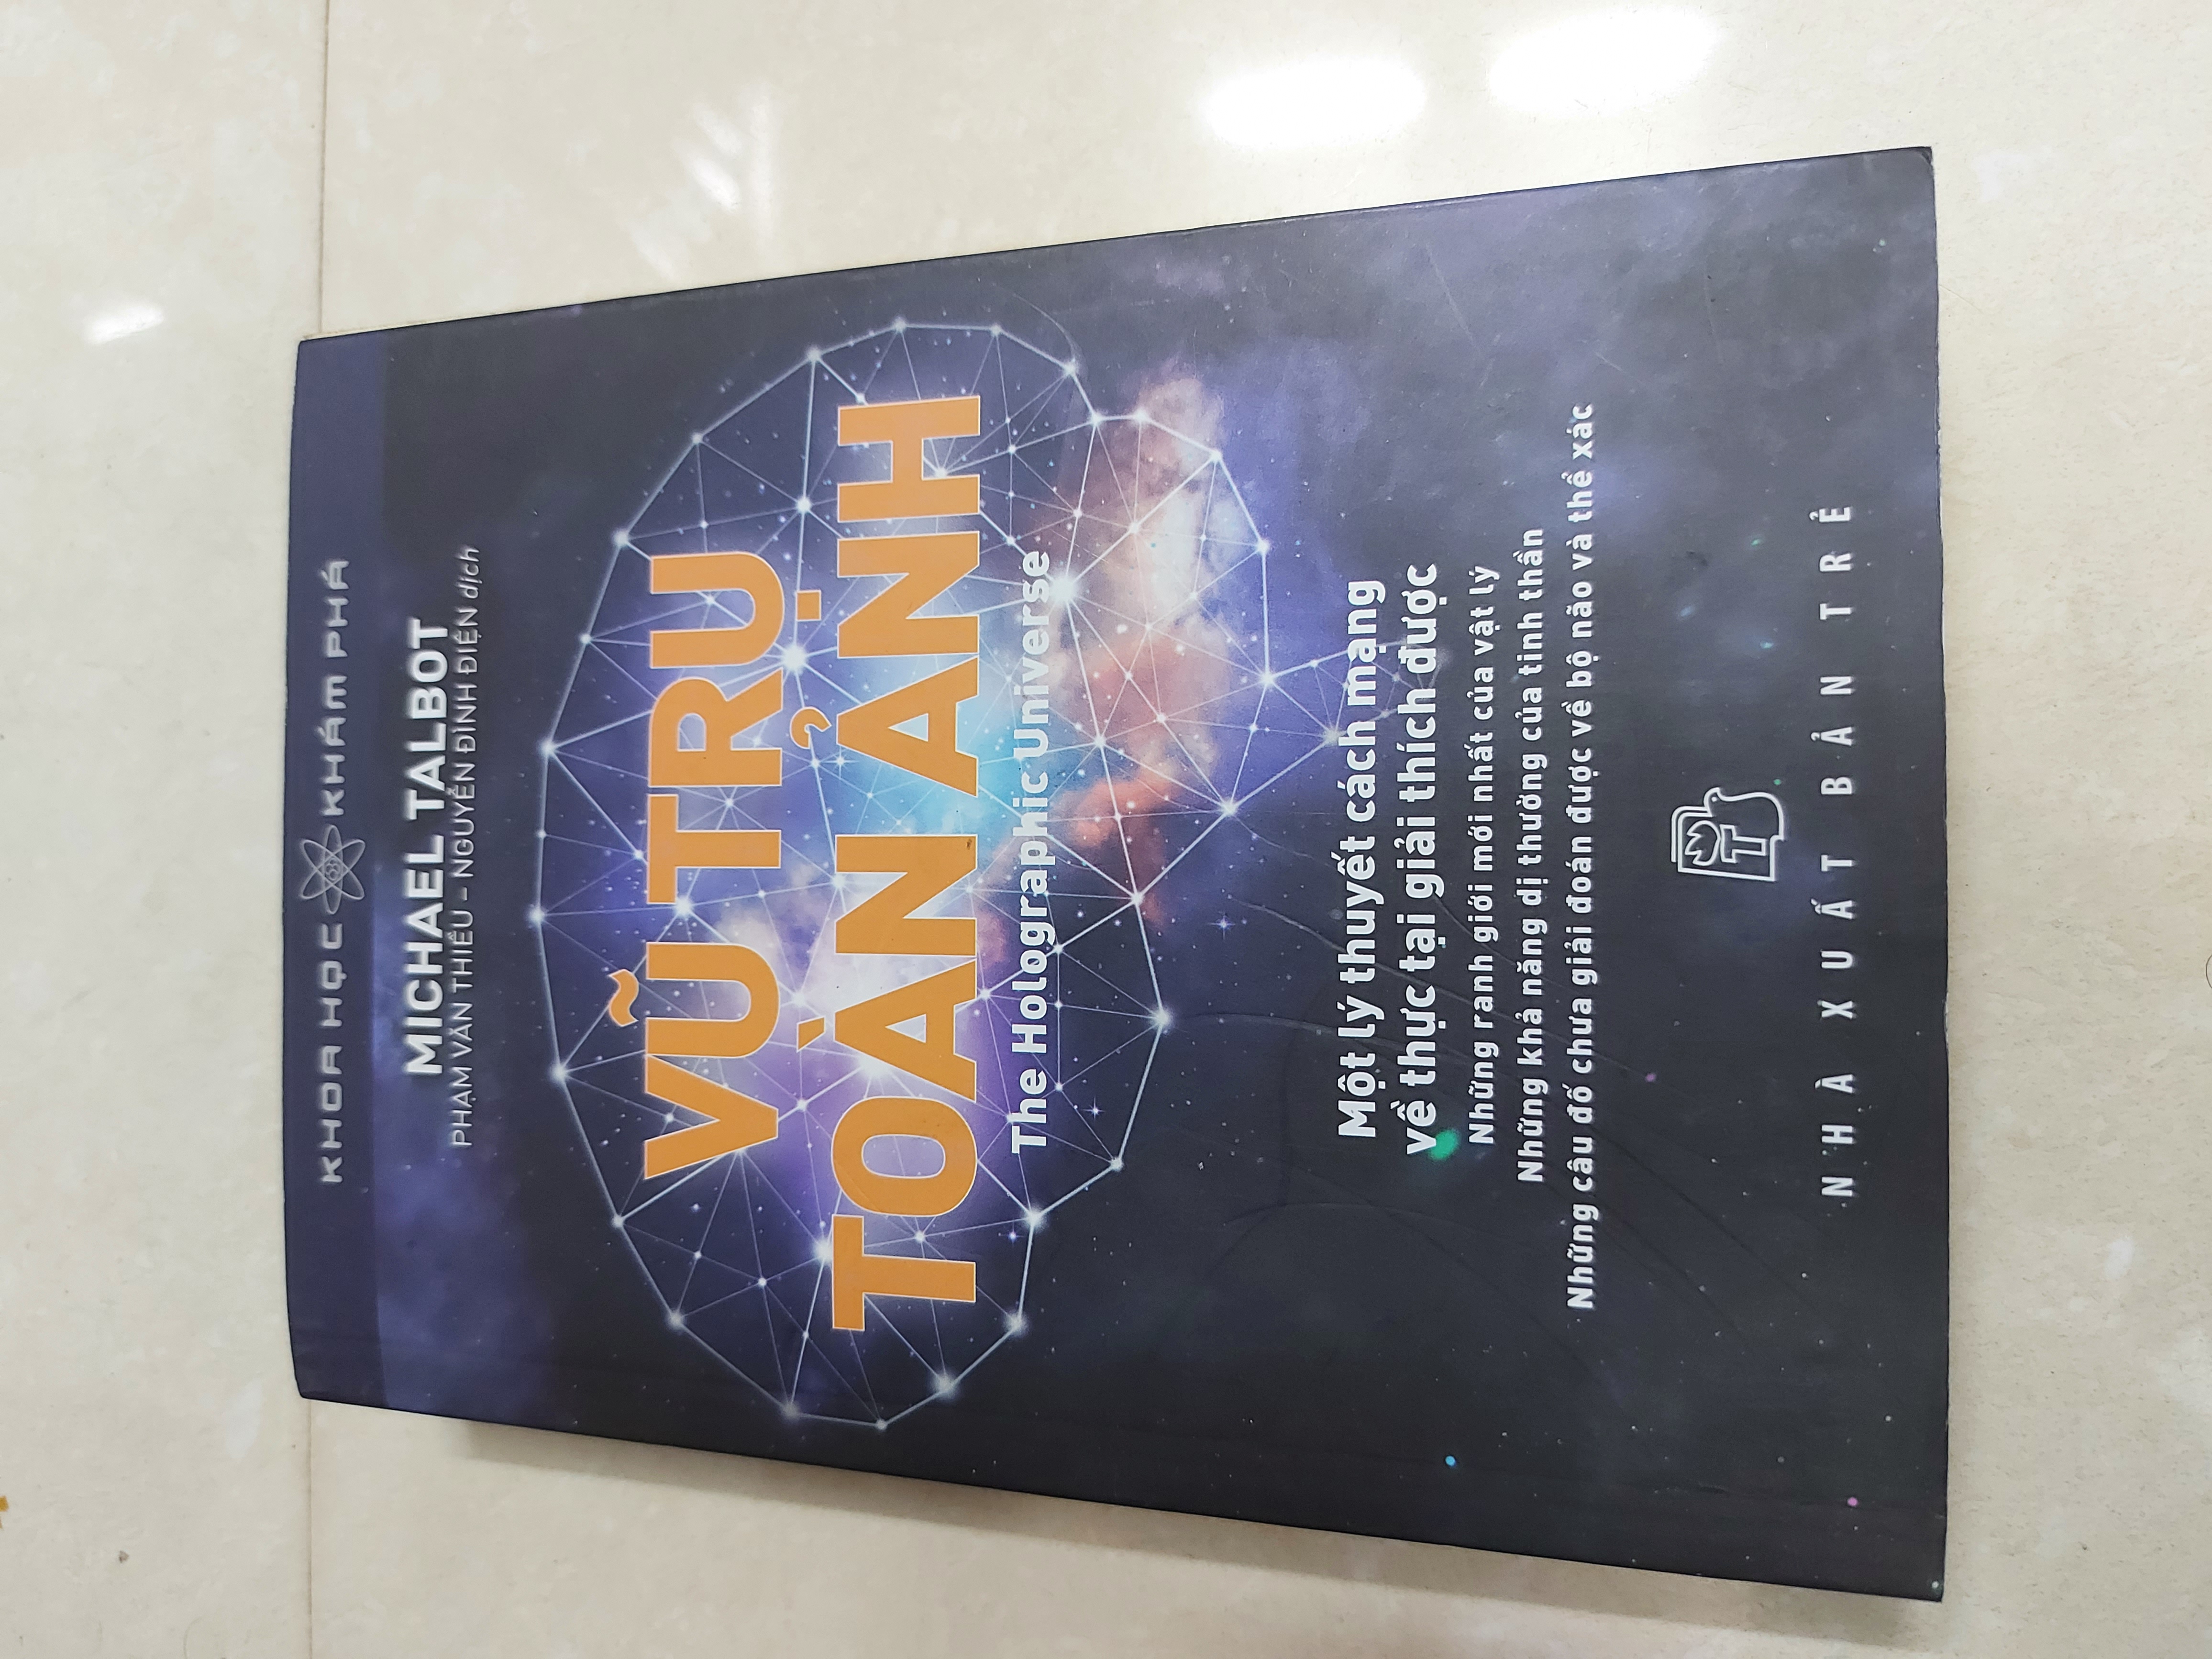 KHOA HỌC KHÁM PHÁ
MICHAEL TALBOT
PHẠM VĂN THIỀU – NGUYỄN ĐÌNH ĐIỆN dịch
VŨ TRỤ
TOÀN ẢNH
The Holographic Universe
Một lý thuyết cách mạng
về thực tại giải thích được
Những ranh giới mới nhất của vật lý
Những khả năng dị thường của tinh thần
Những câu đố chưa giải đoán được về bộ não và thể xác
T
NHÀ XUẤT BẢN TRẺ